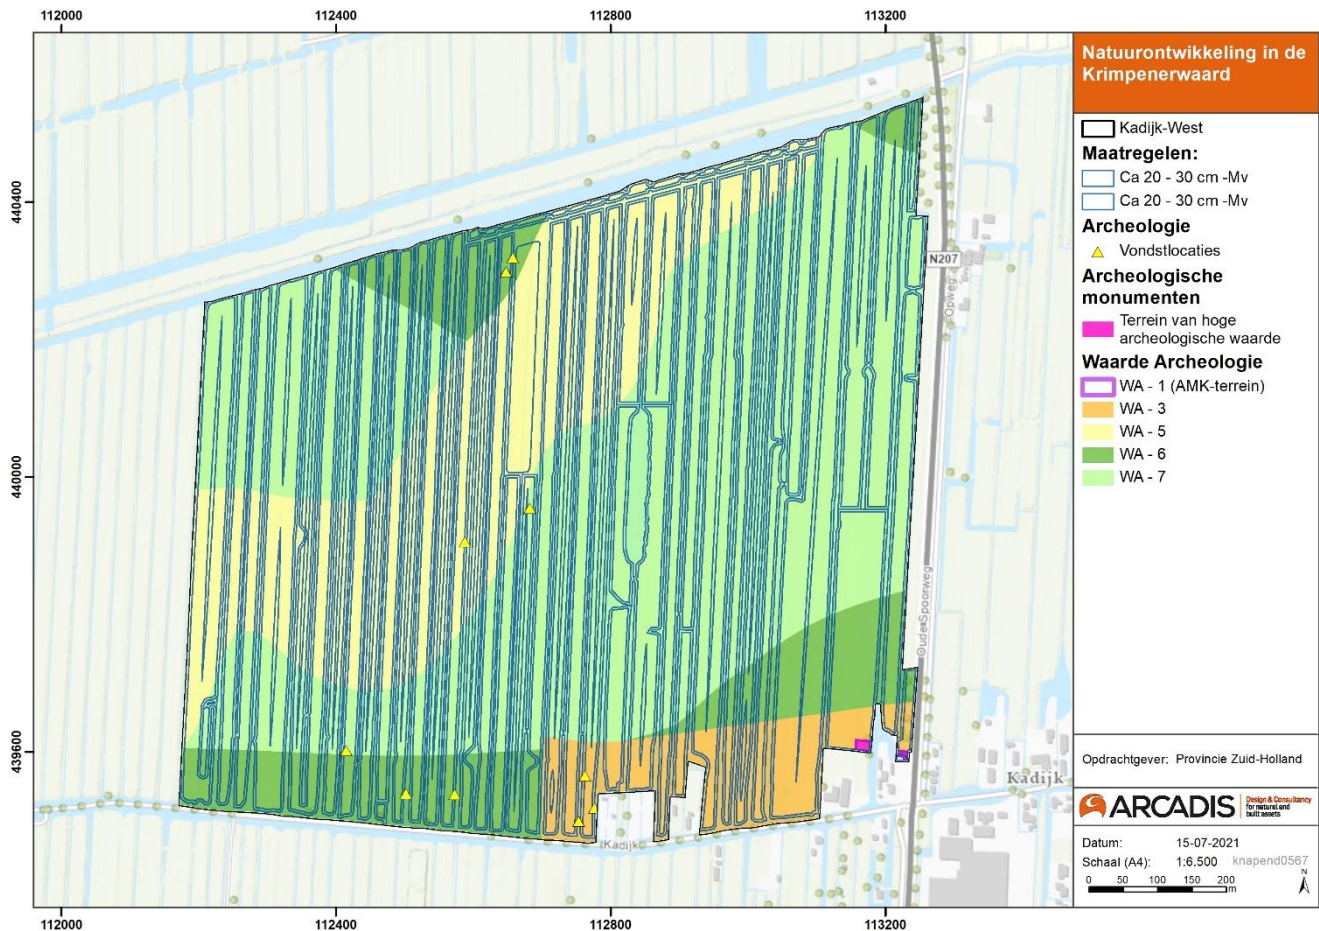 112000
112400
112800
113200
440400
440000
439600
N207
Opweg
Oude Spoorweg
Kadijk
Kadijk
112000
112400
112800
113200
Natuurontwikkeling in de
Krimpenerwaard
Kadijk-West
Maatregelen:
Ca 20 - 30 cm -Mv
Ca 20 - 30 cm -Mv
Archeologie
Vondstlocaties
Archeologische
monumenten
Terrein van hoge
archeologische waarde
Waarde Archeologie
WA - 1 (AMK-terrein)
WA - 3
WA - 5
WA - 6
WA - 7
Opdrachtgever: Provincie Zuid-Holland
ARCADIS
Design & Consultancy
for natural and
built assets
Datum: 15-07-2021
Schaal (A4): 1:6.500 knapend0567
0 50 100 150 200
m
N